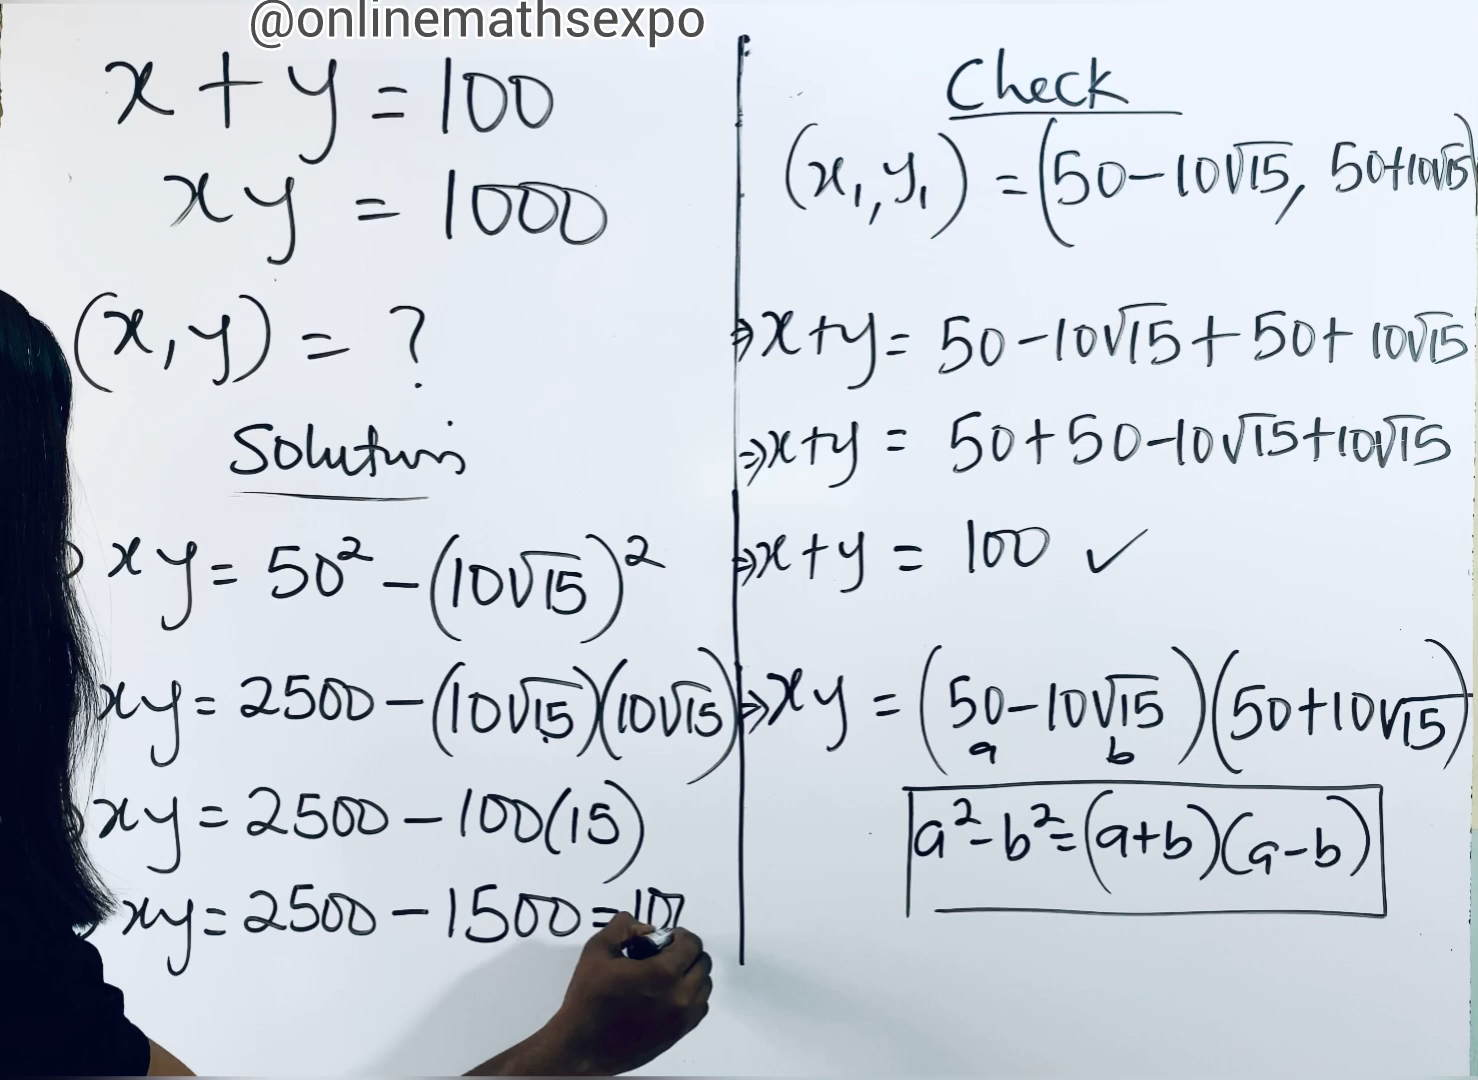 @onlinemathsexpo
x + y = 100
xy = 1000
(x, y) = ?
Solution
xy = 50² - (10√15)²
xy = 2500 - (10√15)(10√15)
xy = 2500 - 100(15)
xy = 2500 - 1500 = 10
Check
(x₁, y₁) = (50 - 10√15, 50+10√15)
⇒ x+y = 50 - 10√15 + 50 + 10√15
⇒ x+y = 50 + 50 - 10√15 + 10√15
⇒ x + y = 100 ✓
⇒ xy = (50 - 10√15)(50+10√15)
a b
a² - b² = (a+b)(a-b)